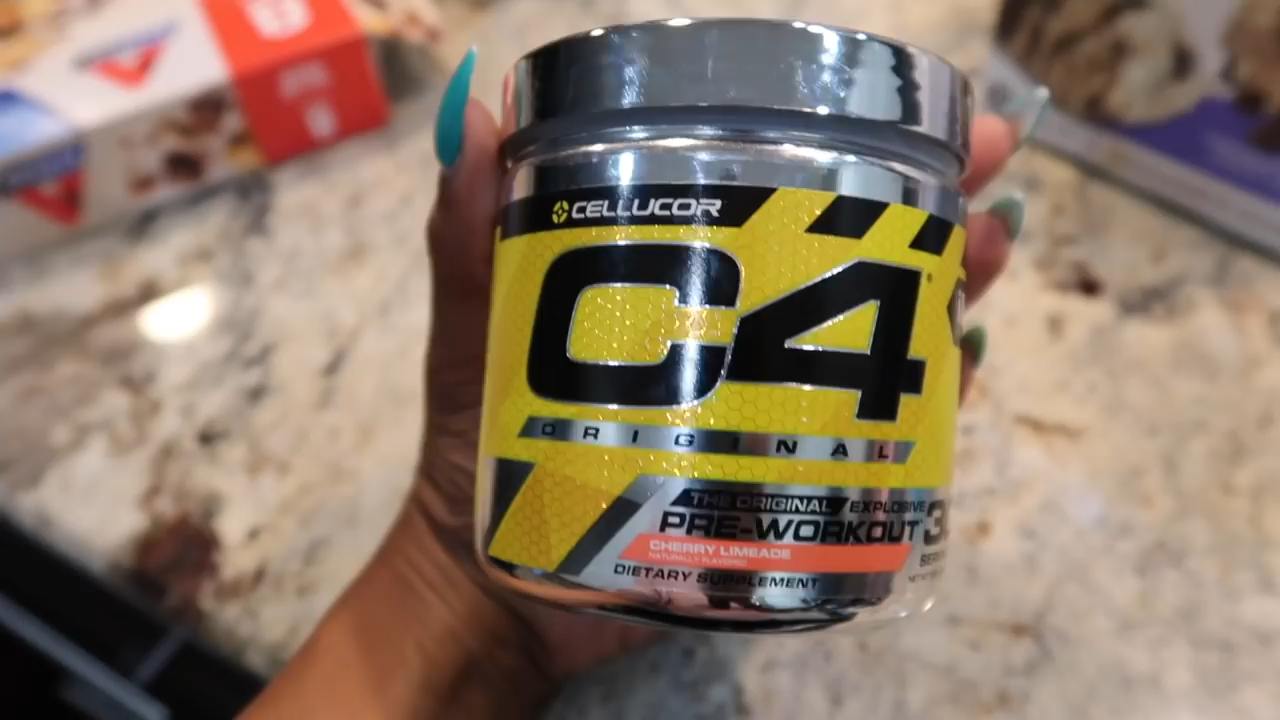 CELLUCOR
C4
ORIGINAL
THE ORIGINAL EXPLOSIVE
PRE-WORKOUT
CHERRY LIMEADE
NATURALLY FLAVORED
DIETARY SUPPLEMENT